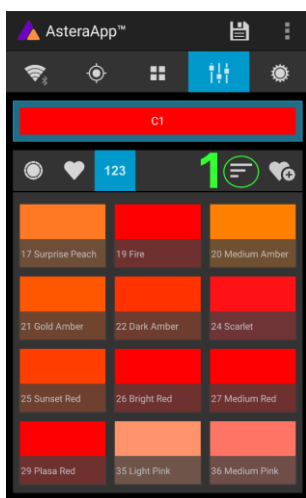 AsteraApp™
C1
123
1
17 Surprise Peach
19 Fire
20 Medium Amber
21 Gold Amber
22 Dark Amber
24 Scarlet
25 Sunset Red
26 Bright Red
27 Medium Red
29 Plasa Red
35 Light Pink
36 Medium Pink